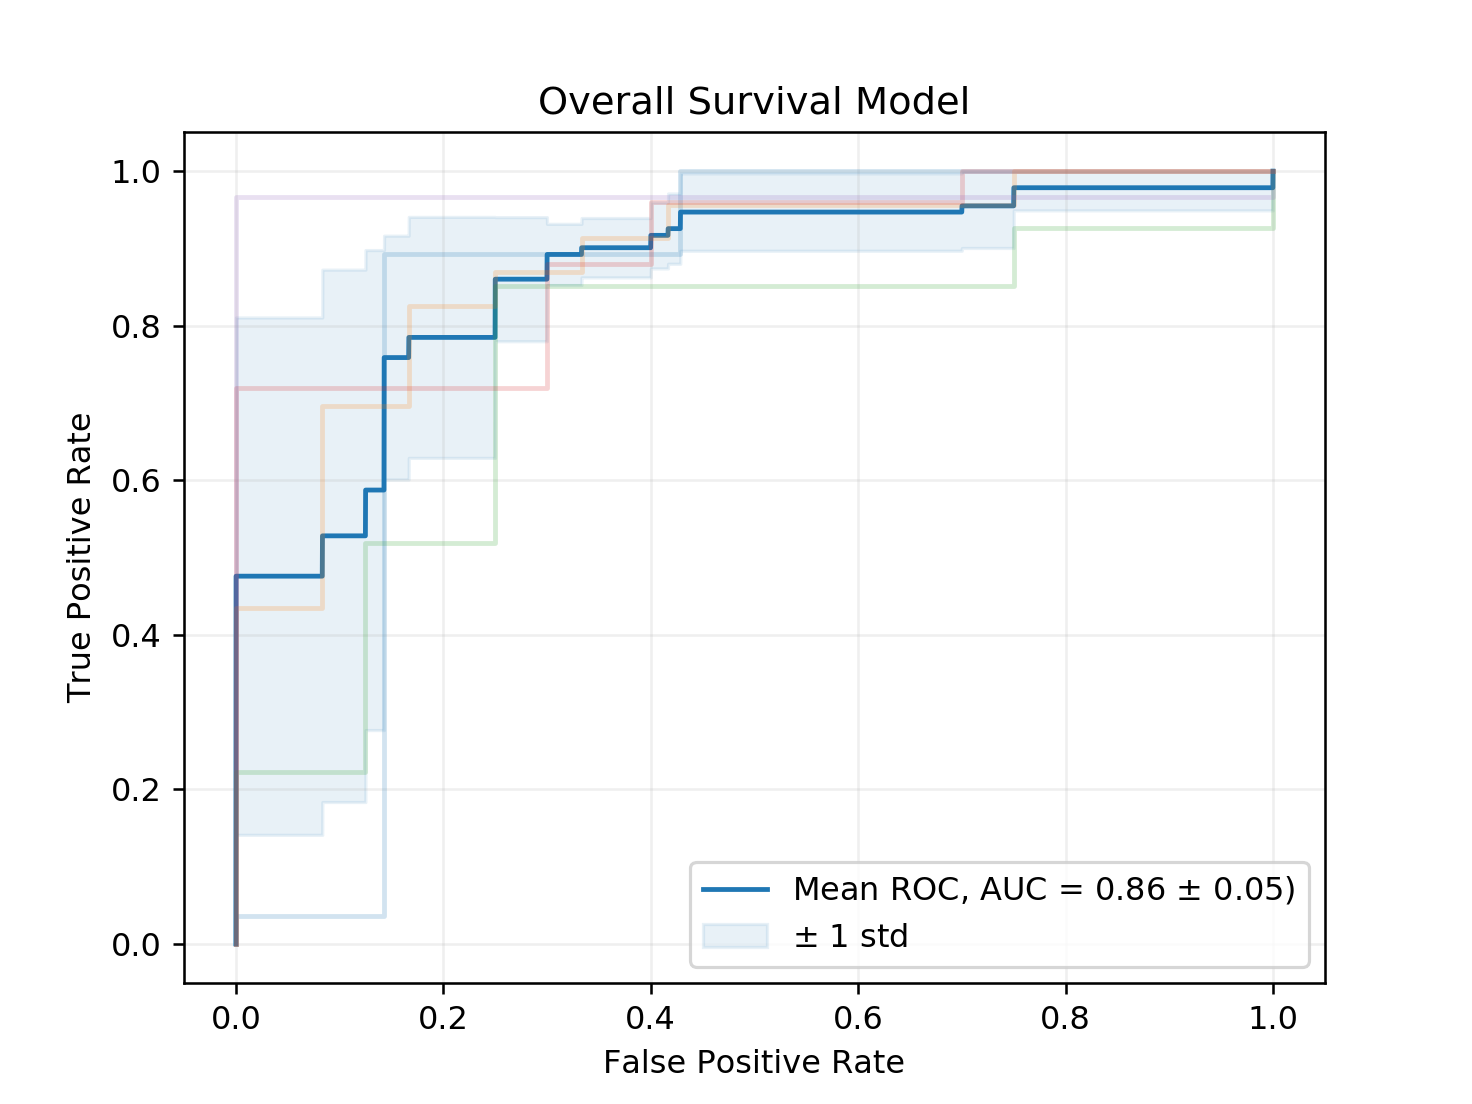 Overall Survival Model
True Positive Rate
1.0
0.8
0.6
0.4
0.2
0.0
Mean ROC, AUC = 0.86 ± 0.05)
± 1 std
0.0 0.2 0.4 0.6 0.8 1.0
False Positive Rate